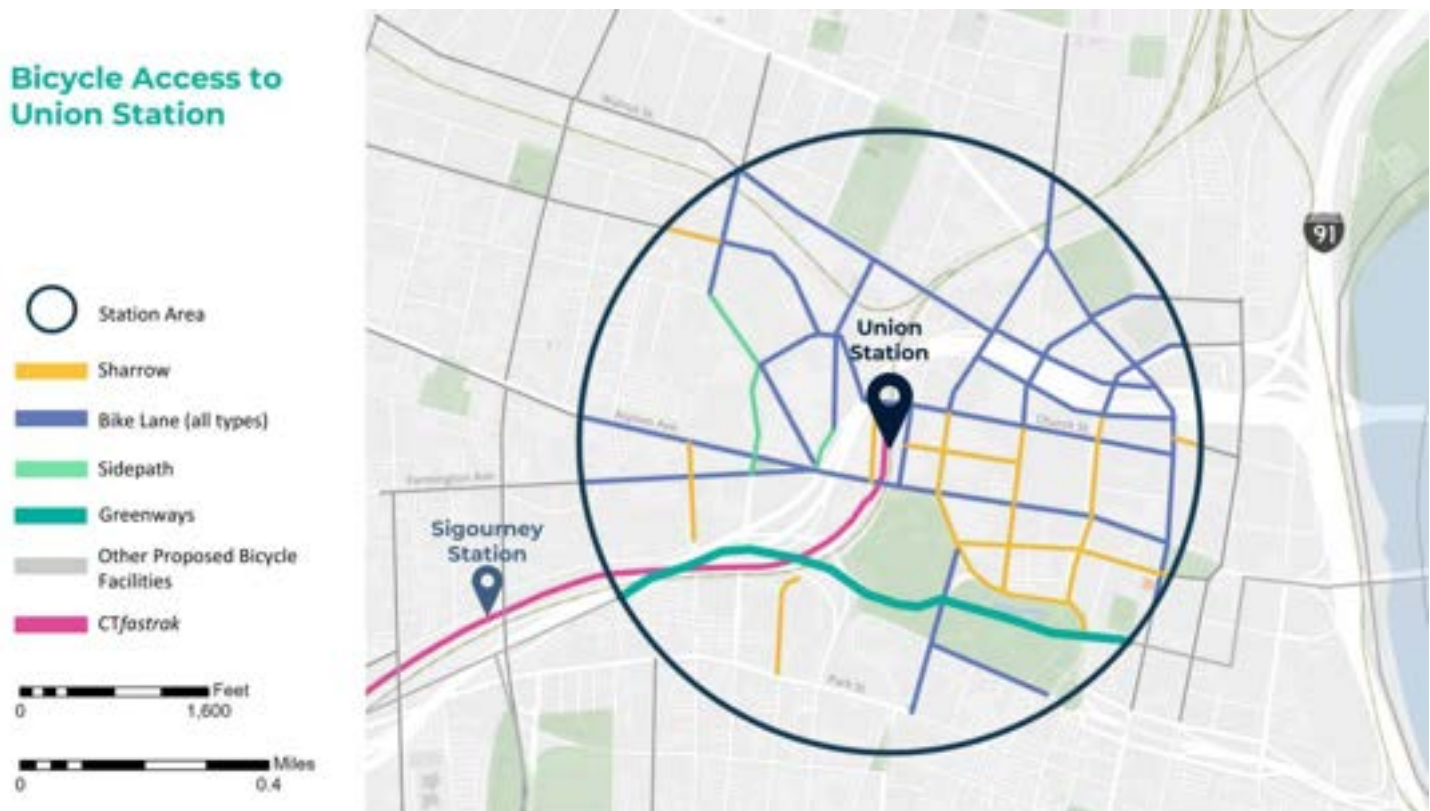 Bicycle Access to
Union Station
Station Area
Sharrow
Bike Lane (all types)
Sidepath
Greenways
Other Proposed Bicycle
Facilities
CTfastrak
Feet
0
1,600
Miles
0
0.4
Walnut St
91
Union
Station
Church St
Asylum Ave
Farmington Ave
Sigourney
Station
Park St